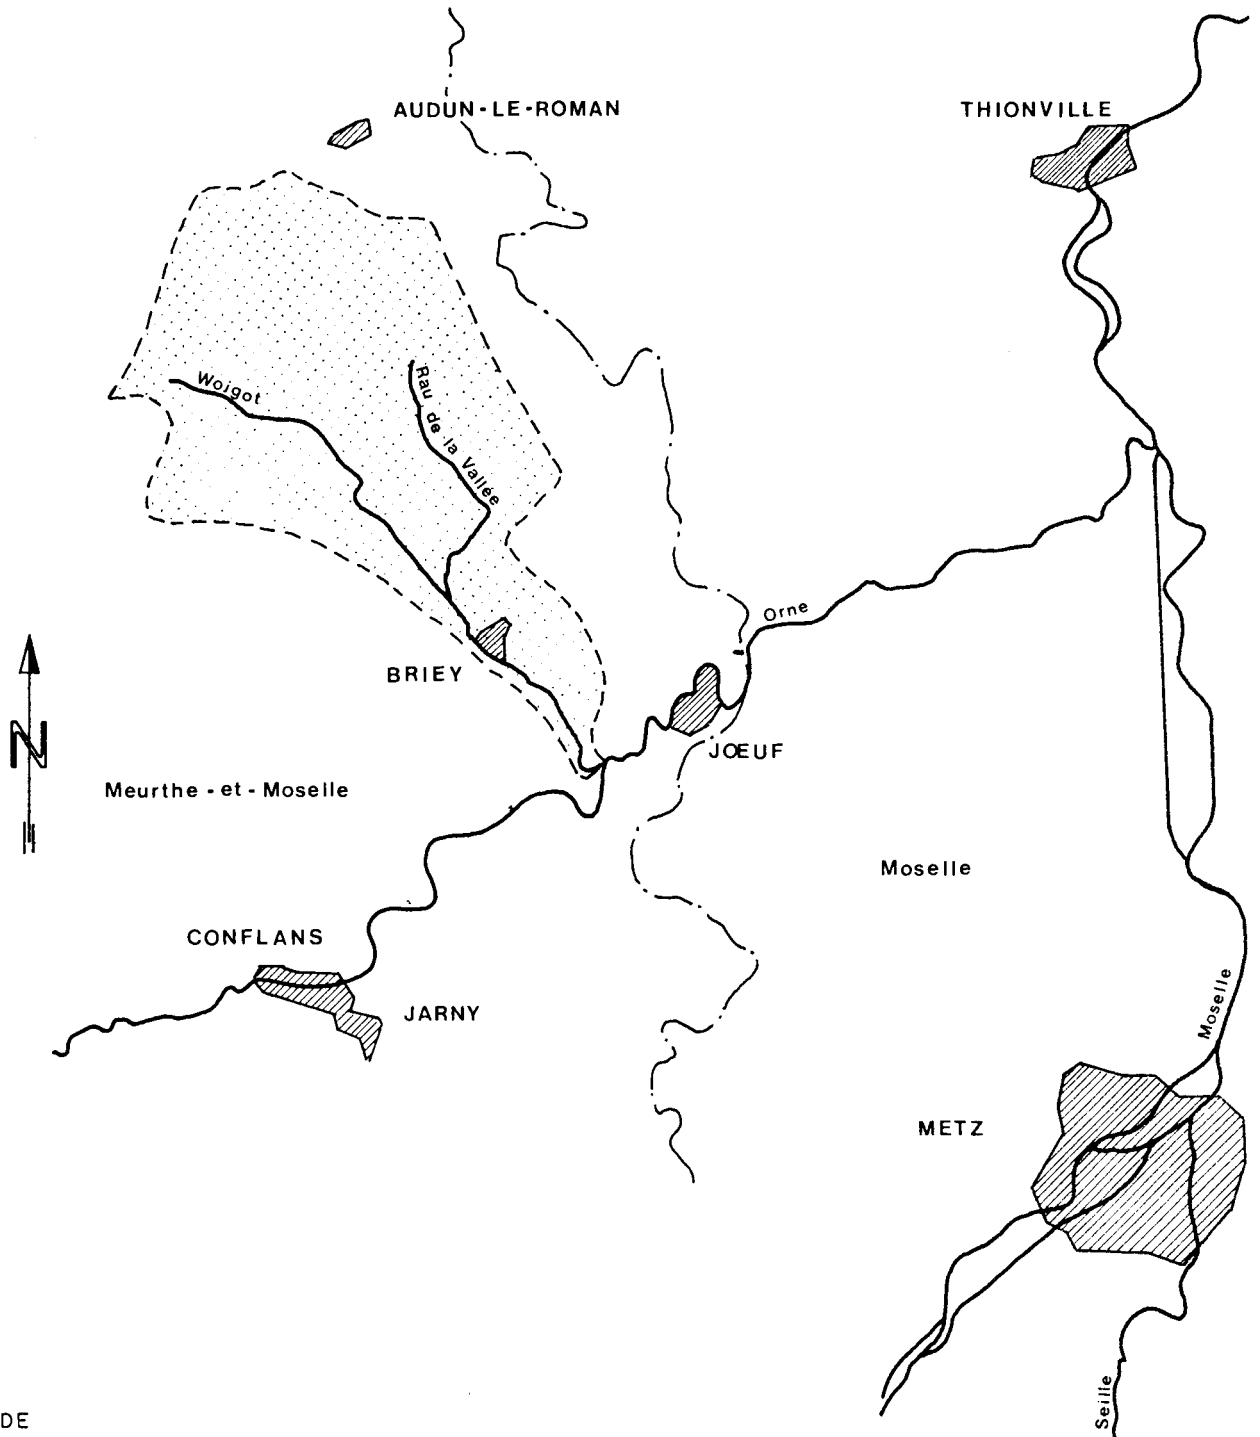 AUDUN-LE-ROMAN
THIONVILLE
Woigot
Rau de la Vallée
Orne
BRIEY
JŒUF
N
Meurthe - et - Moselle
Moselle
CONFLANS
JARNY
Moselle
METZ
Seille
DE